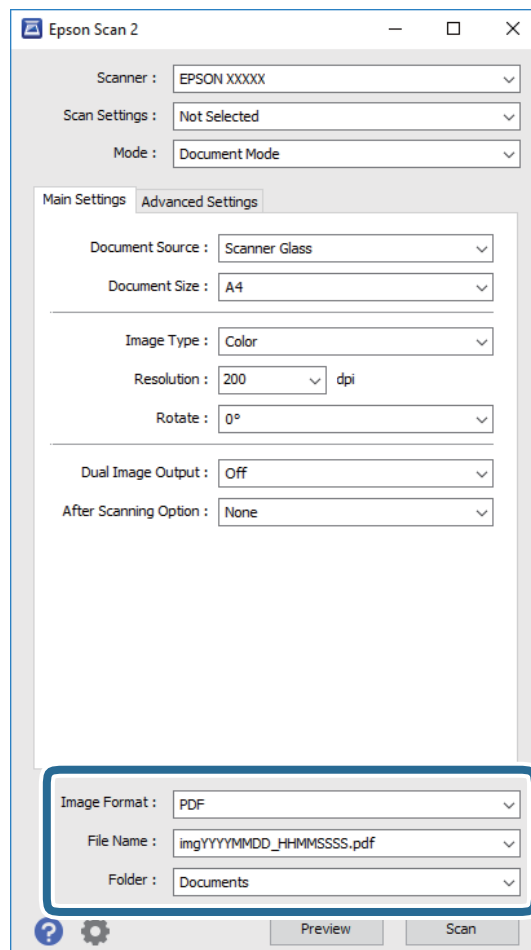 Epson Scan 2
Scanner : EPSON XXXXX
Scan Settings : Not Selected
Mode : Document Mode
Main Settings Advanced Settings
Document Source : Scanner Glass
Document Size : A4
Image Type : Color
Resolution : 200 dpi
Rotate : 0°
Dual Image Output : Off
After Scanning Option : None
Image Format : PDF
File Name : imgYYYYMMDD_HHMMSSSS.pdf
Folder : Documents
? Preview Scan